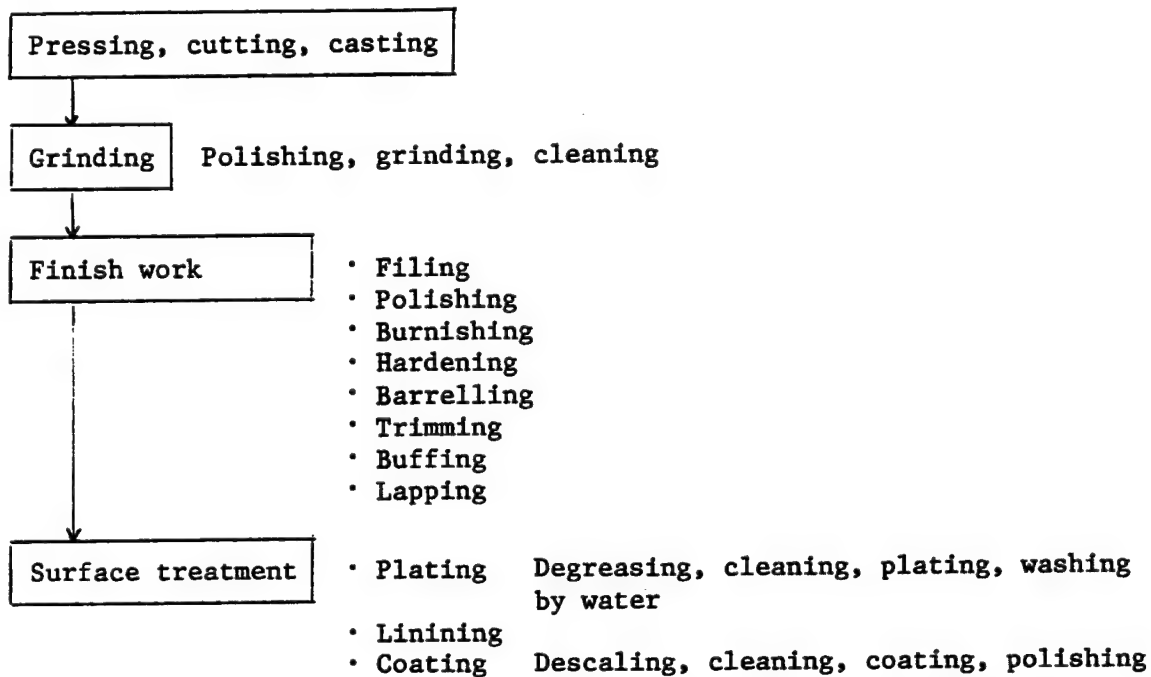 Pressing, cutting, casting
Grinding Polishing, grinding, cleaning
Finish work · Filing
· Polishing
· Burnishing
· Hardening
· Barrelling
· Trimming
· Buffing
· Lapping
Surface treatment · Plating Degreasing, cleaning, plating, washing
by water
· Linining
· Coating Descaling, cleaning, coating, polishing